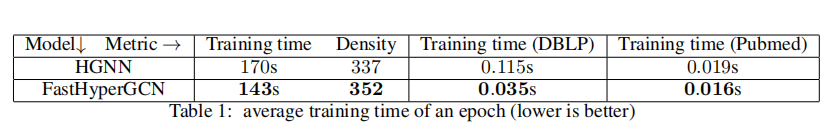 Model↓ Metric → Training time Density Training time (DBLP) Training time (Pubmed)
HGNN 170s 337 0.115s 0.019s
FastHyperGCN 143s 352 0.035s 0.016s
Table 1: average training time of an epoch (lower is better)